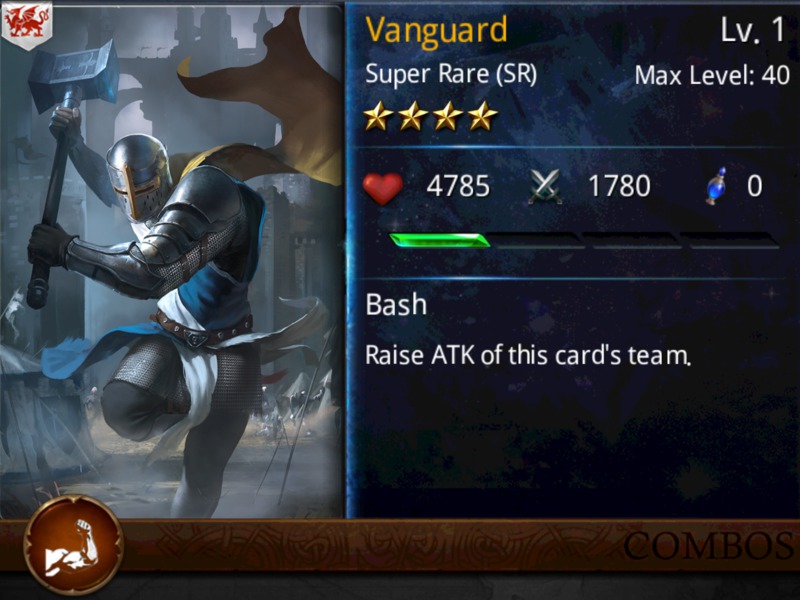 Vanguard
Lv. 1
Super Rare (SR)
Max Level: 40
4785
1780
0
Bash
Raise ATK of this card's team.
COMBOS